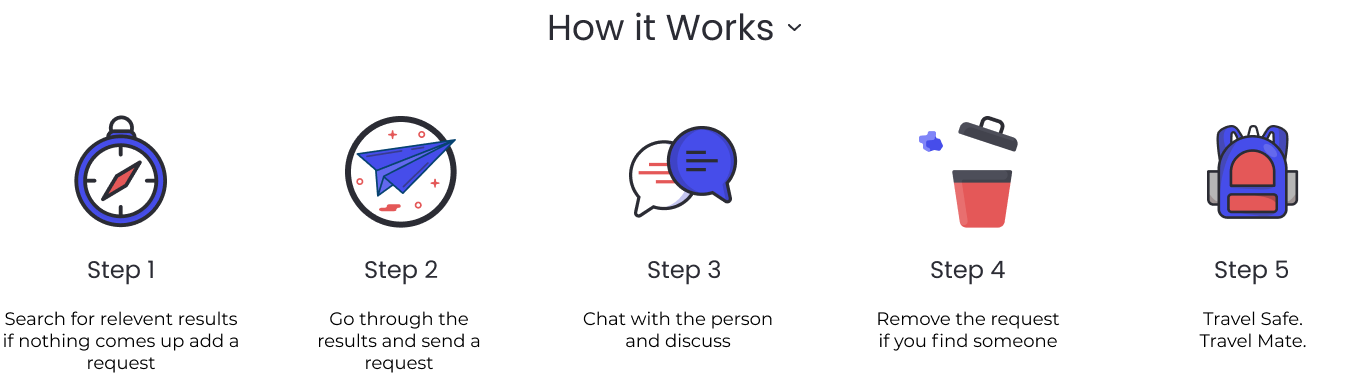 How it Works
Step 1
Search for relevent results
if nothing comes up add a
request
Step 2
Go through the
results and send a
request
Step 3
Chat with the person
and discuss
Step 4
Remove the request
if you find someone
Step 5
Travel Safe.
Travel Mate.